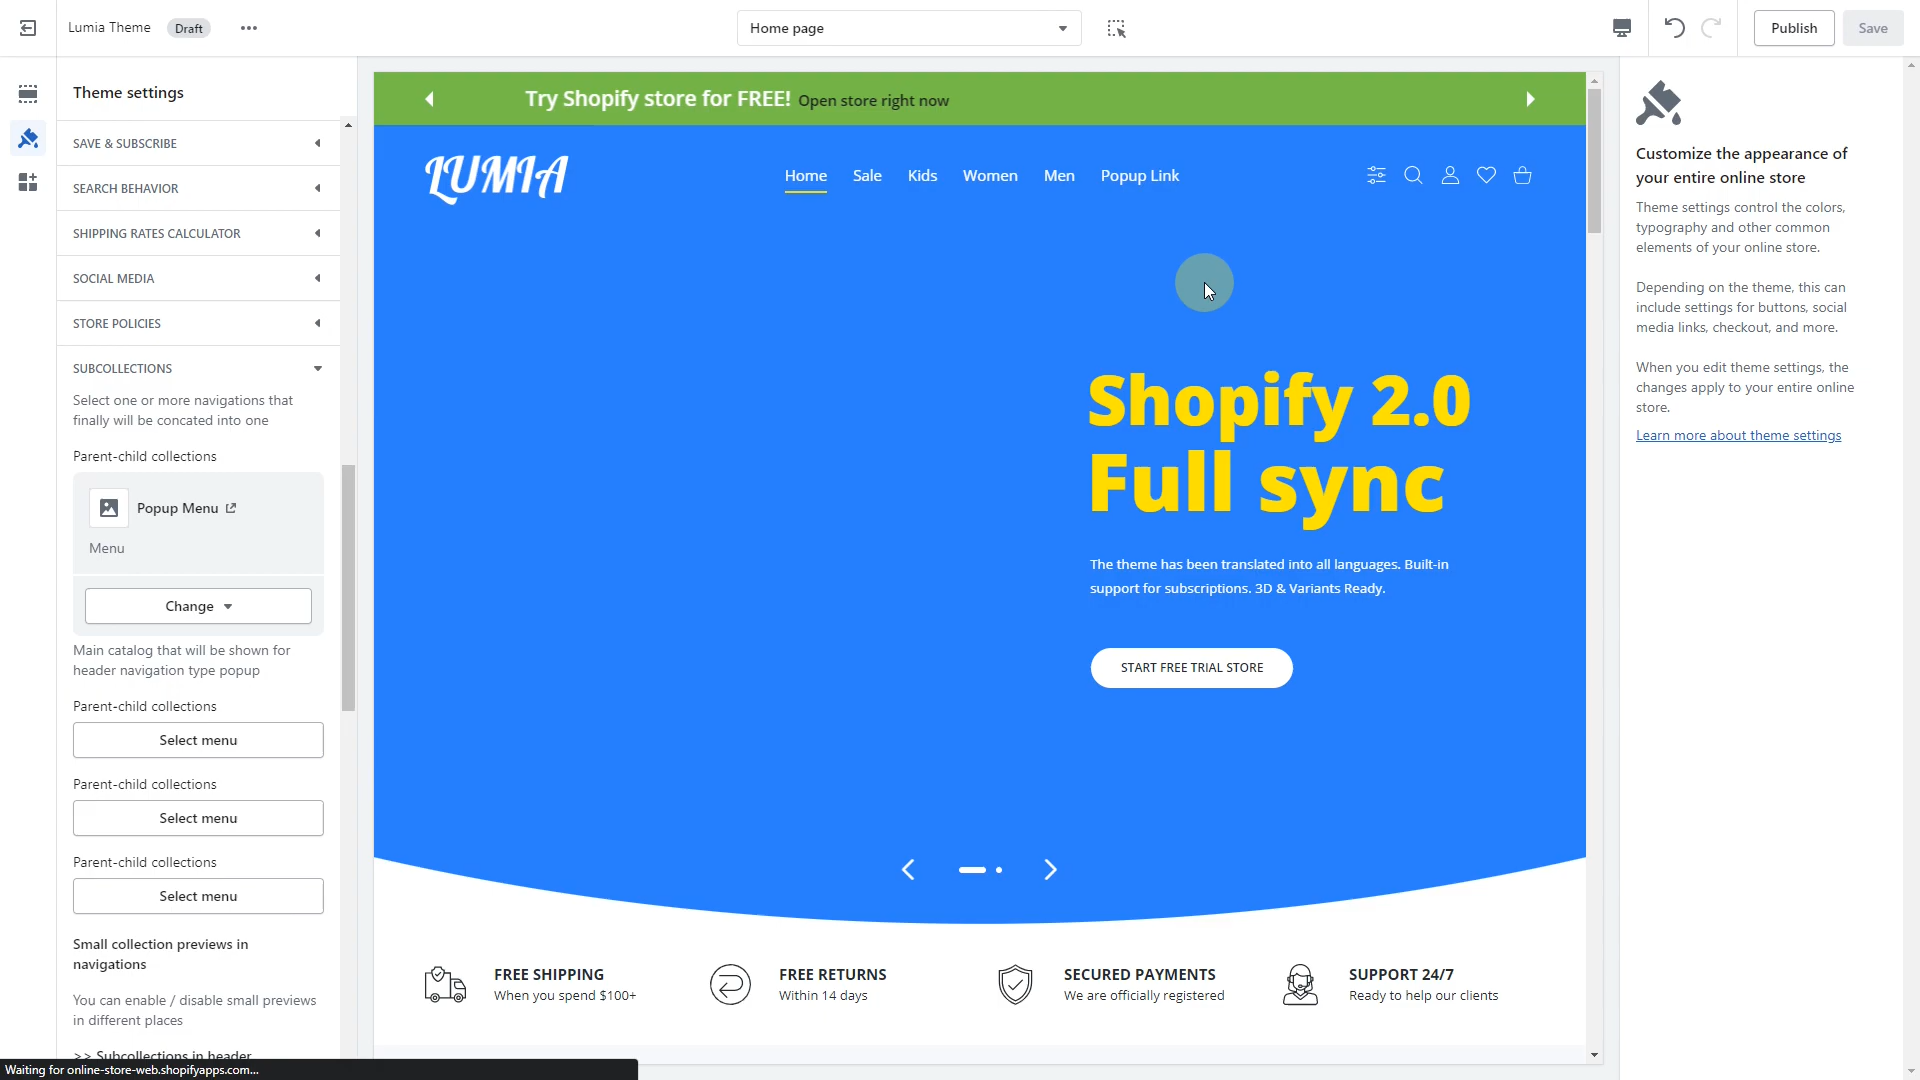 Lumia Theme
Draft
Home page
Publish
Save
Theme settings
SAVE & SUBSCRIBE
SEARCH BEHAVIOR
SHIPPING RATES CALCULATOR
SOCIAL MEDIA
STORE POLICIES
SUBCOLLECTIONS
Select one or more navigations that
finally will be concated into one
Parent-child collections
Popup Menu
Menu
Change
Main catalog that will be shown for
header navigation type popup
Parent-child collections
Select menu
Parent-child collections
Select menu
Parent-child collections
Select menu
Small collection previews in
navigations
You can enable / disable small previews
in different places
>> Subcollections in header
Waiting for online-store-web.shopifyapps.com...
Try Shopify store for FREE! Open store right now
LUMIA
Home
Sale
Kids
Women
Men
Popup Link
Shopify 2.0
Full sync
The theme has been translated into all languages. Built-in
support for subscriptions. 3D & Variants Ready.
START FREE TRIAL STORE
FREE SHIPPING
When you spend $100+
FREE RETURNS
Within 14 days
SECURED PAYMENTS
We are officially registered
SUPPORT 24/7
Ready to help our clients
Customize the appearance of
your entire online store
Theme settings control the colors,
typography and other common
elements of your online store.
Depending on the theme, this can
include settings for buttons, social
media links, checkout, and more.
When you edit theme settings, the
changes apply to your entire online
store.
Learn more about theme settings